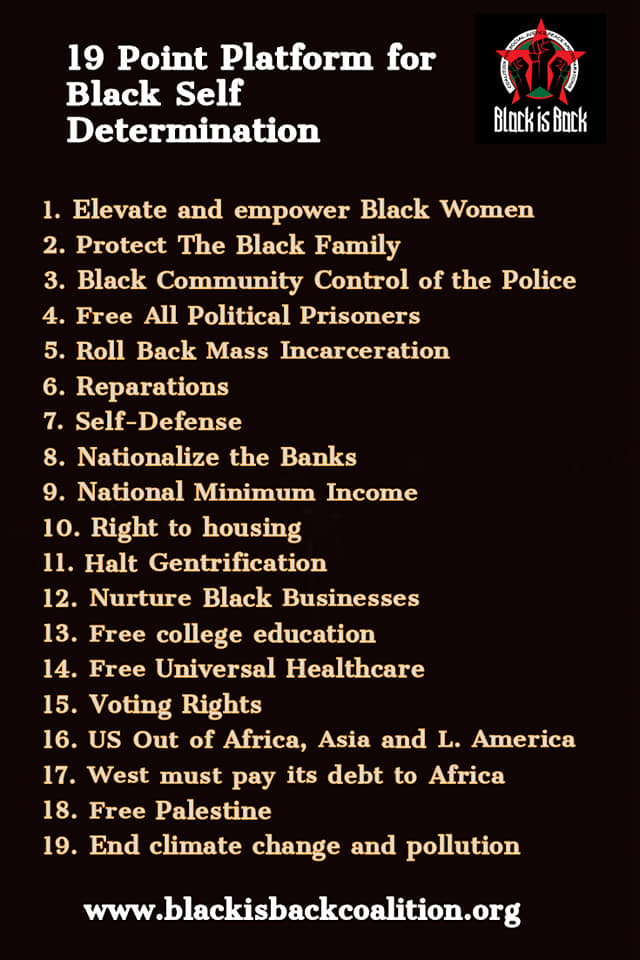 19 Point Platform for
Black Self
Determination
Black is Back
1. Elevate and empower Black Women
2. Protect The Black Family
3. Black Community Control of the Police
4. Free All Political Prisoners
5. Roll Back Mass Incarceration
6. Reparations
7. Self-Defense
8. Nationalize the Banks
9. National Minimum Income
10. Right to housing
11. Halt Gentrification
12. Nurture Black Businesses
13. Free college education
14. Free Universal Healthcare
15. Voting Rights
16. US Out of Africa, Asia and L. America
17. West must pay its debt to Africa
18. Free Palestine
19. End climate change and pollution
www.blackisbackcoalition.org